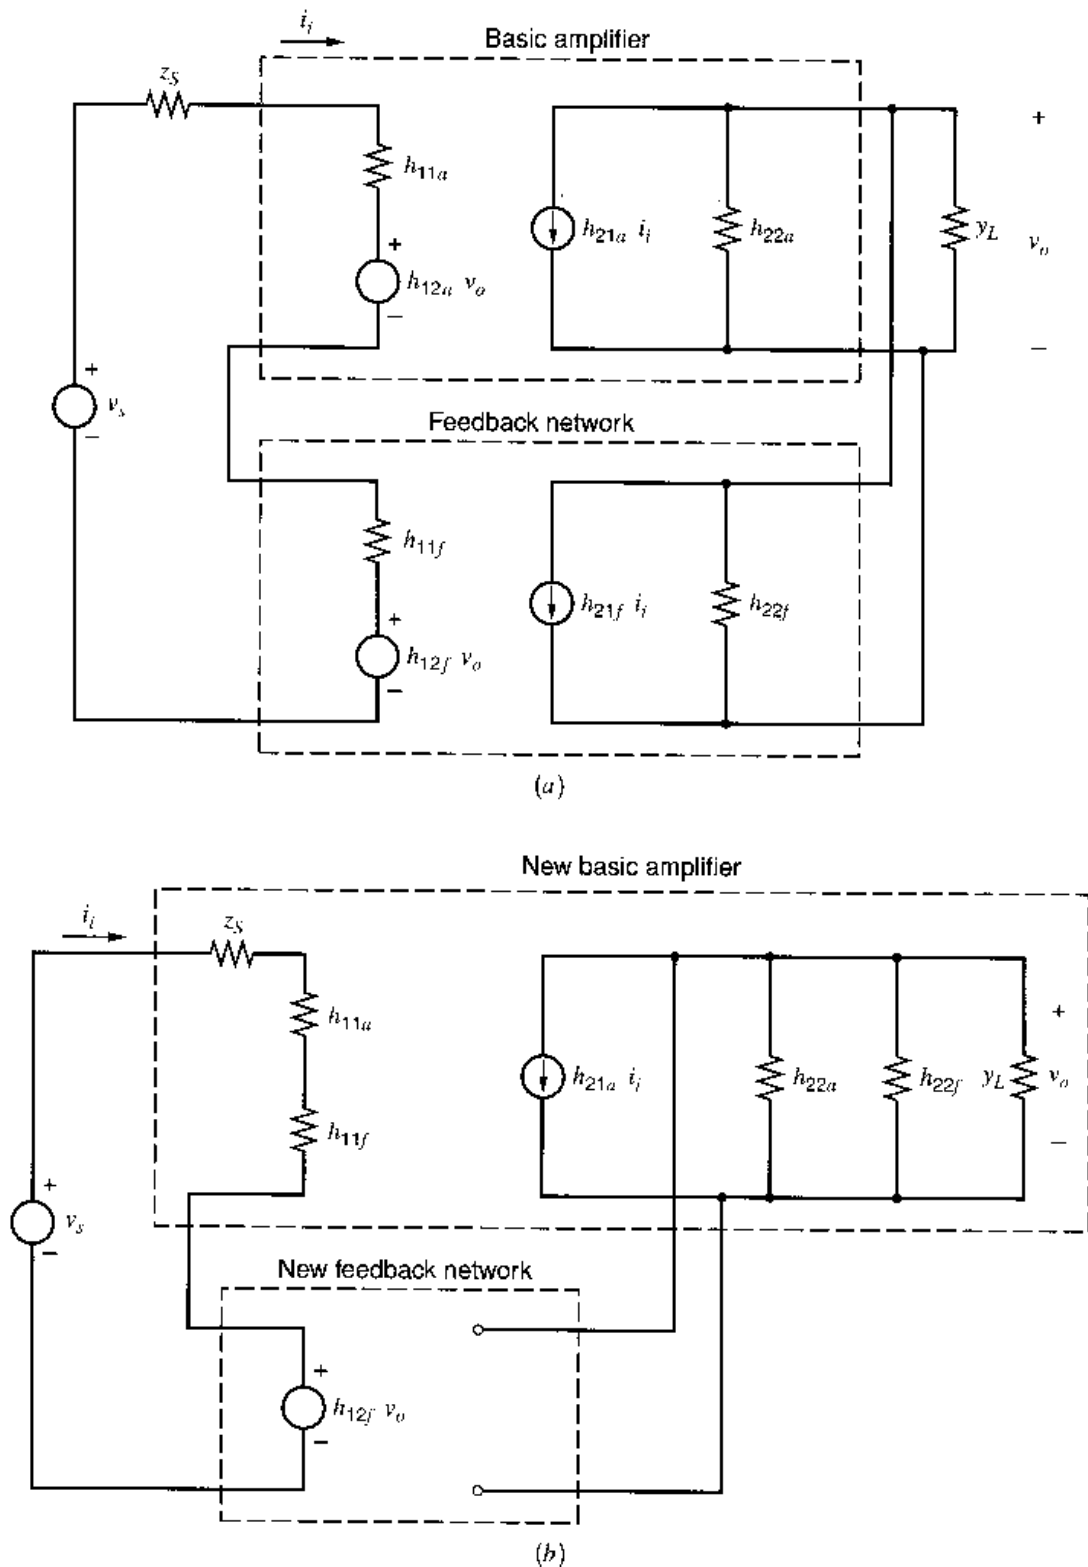 i_i
Basic amplifier
z_S
+
h_11a
h_21a i_i
h_22a
y_L
v_o
+
h_12a v_o
−
−
+
v_s
−
Feedback network
h_11f
h_21f i_i
h_22f
+
h_12f v_o
−
(a)
New basic amplifier
i_i
z_S
h_11a
+
h_21a i_i
h_22a
h_22f
y_L
v_o
h_11f
−
+
v_s
−
New feedback network
+
h_12f v_o
−
(b)